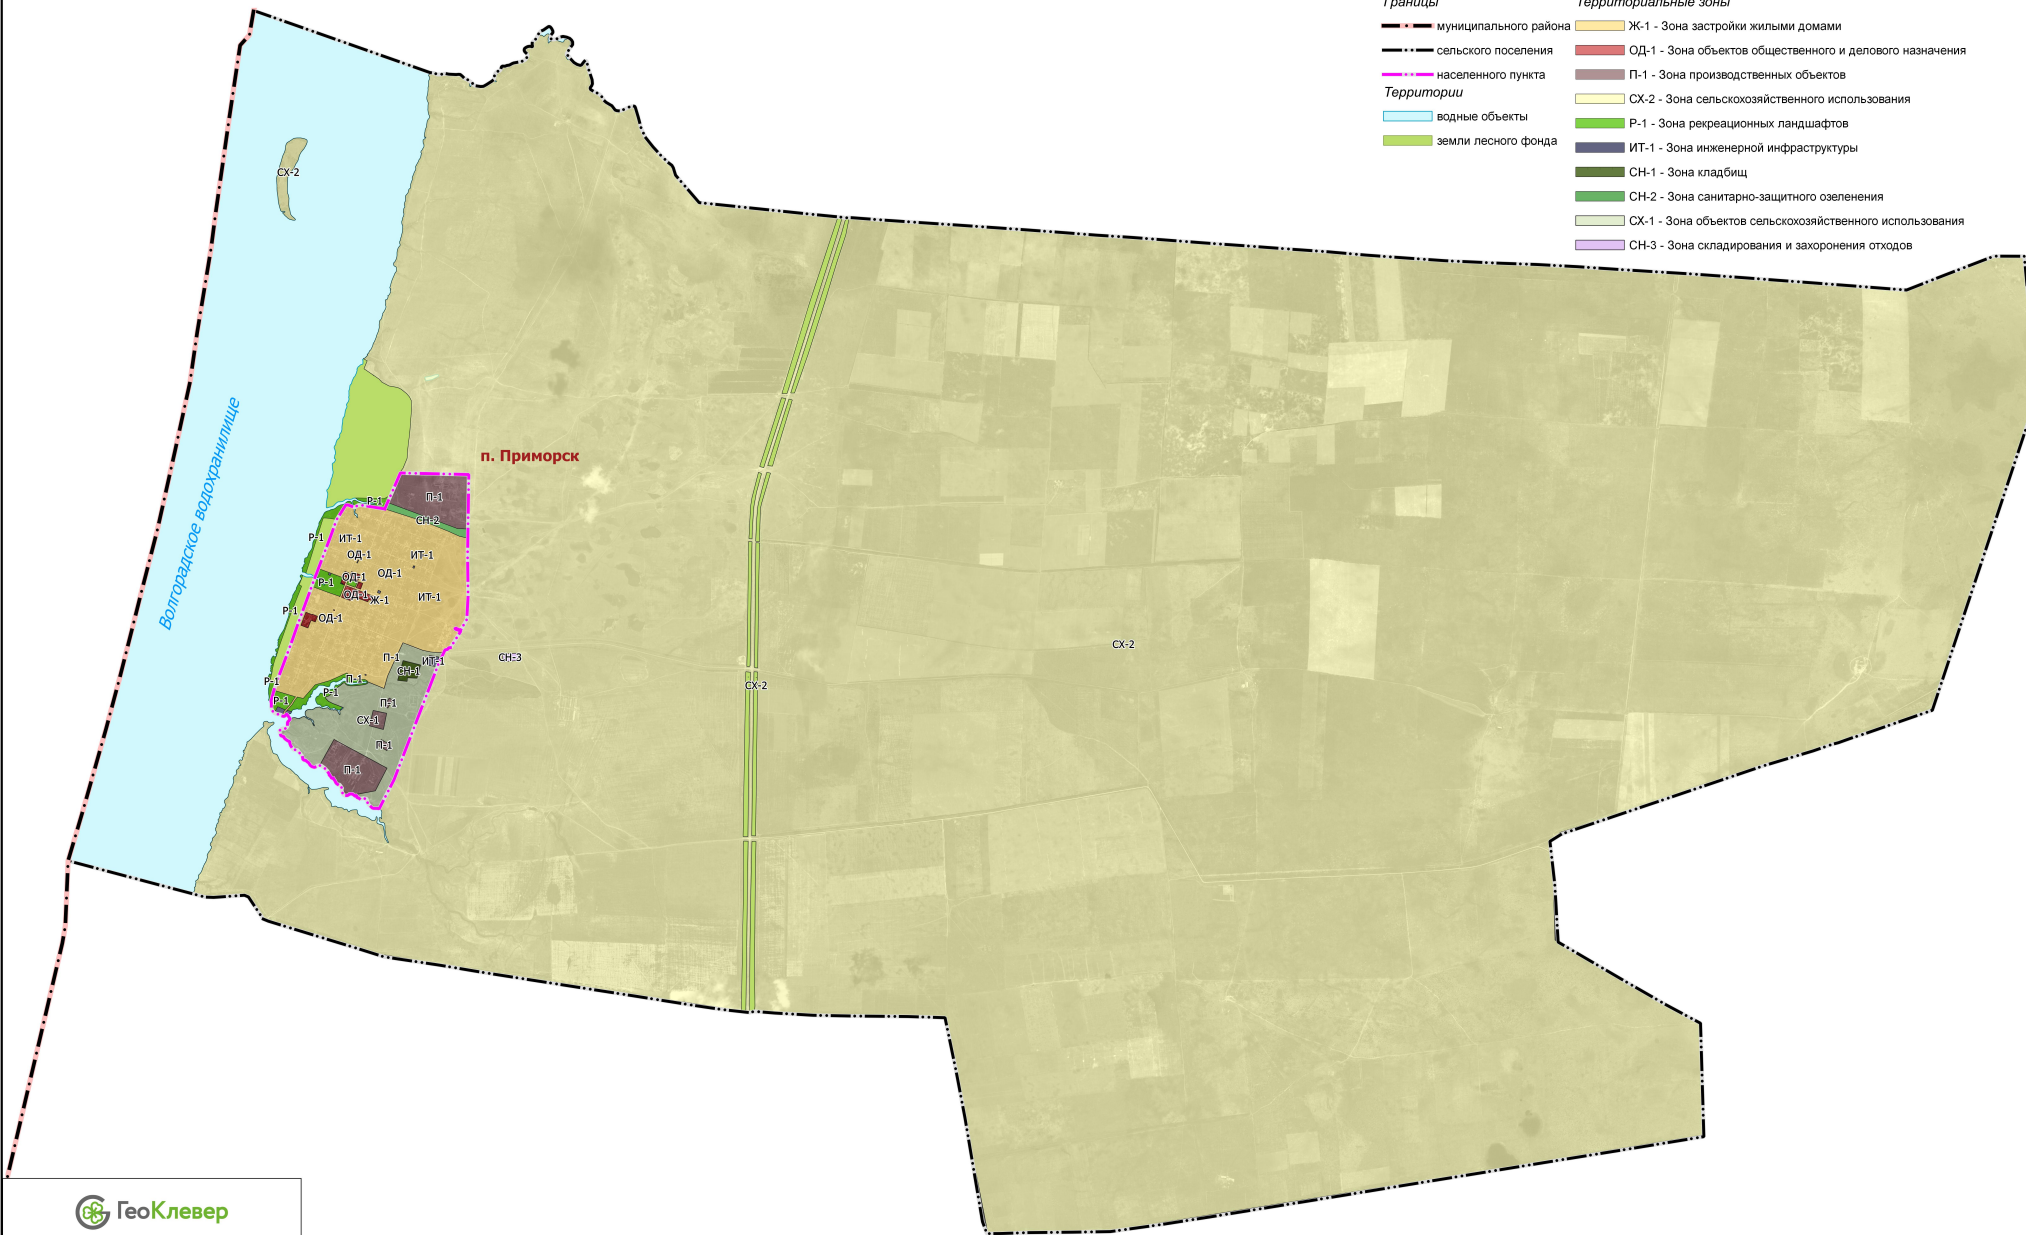 Границы
муниципального района
сельского поселения
населенного пункта
Территории
водные объекты
земли лесного фонда
Территориальные зоны
Ж-1 - Зона застройки жилыми домами
ОД-1 - Зона объектов общественного и делового назначения
П-1 - Зона производственных объектов
СХ-2 - Зона сельскохозяйственного использования
Р-1 - Зона рекреационных ландшафтов
ИТ-1 - Зона инженерной инфраструктуры
СН-1 - Зона кладбищ
СН-2 - Зона санитарно-защитного озеленения
СХ-1 - Зона объектов сельскохозяйственного использования
СН-3 - Зона складирования и захоронения отходов
СХ-2
Волгоградское водохранилище
п. Приморск
П-1
Р-1
СН-2
Р-1
ИТ-1
ОД-1
ИТ-1
ОД-1
ОД-1
Р-1
ОД-1
Ж-1
ИТ-1
Р-1
ОД-1
П-1
ИТ-1
СН-3
СН-1
Р-1
П-1
Р-1
Р-1
П-1
СХ-1
П-1
П-1
СХ-2
СХ-2
ГеоКлевер